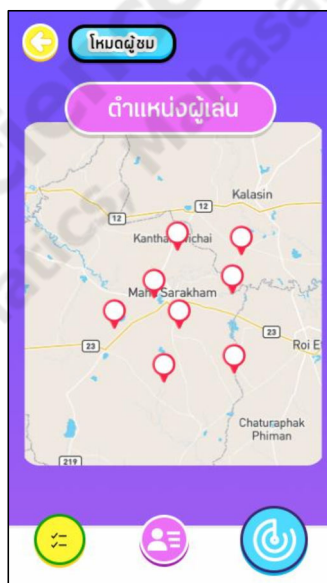 โหมดผู้ชม
ตำแหน่งผู้เล่น
Kalasin
12
12
Kantharawichai
Maha Sarakham
23
23
Roi E
Chaturaphak
Phiman
219